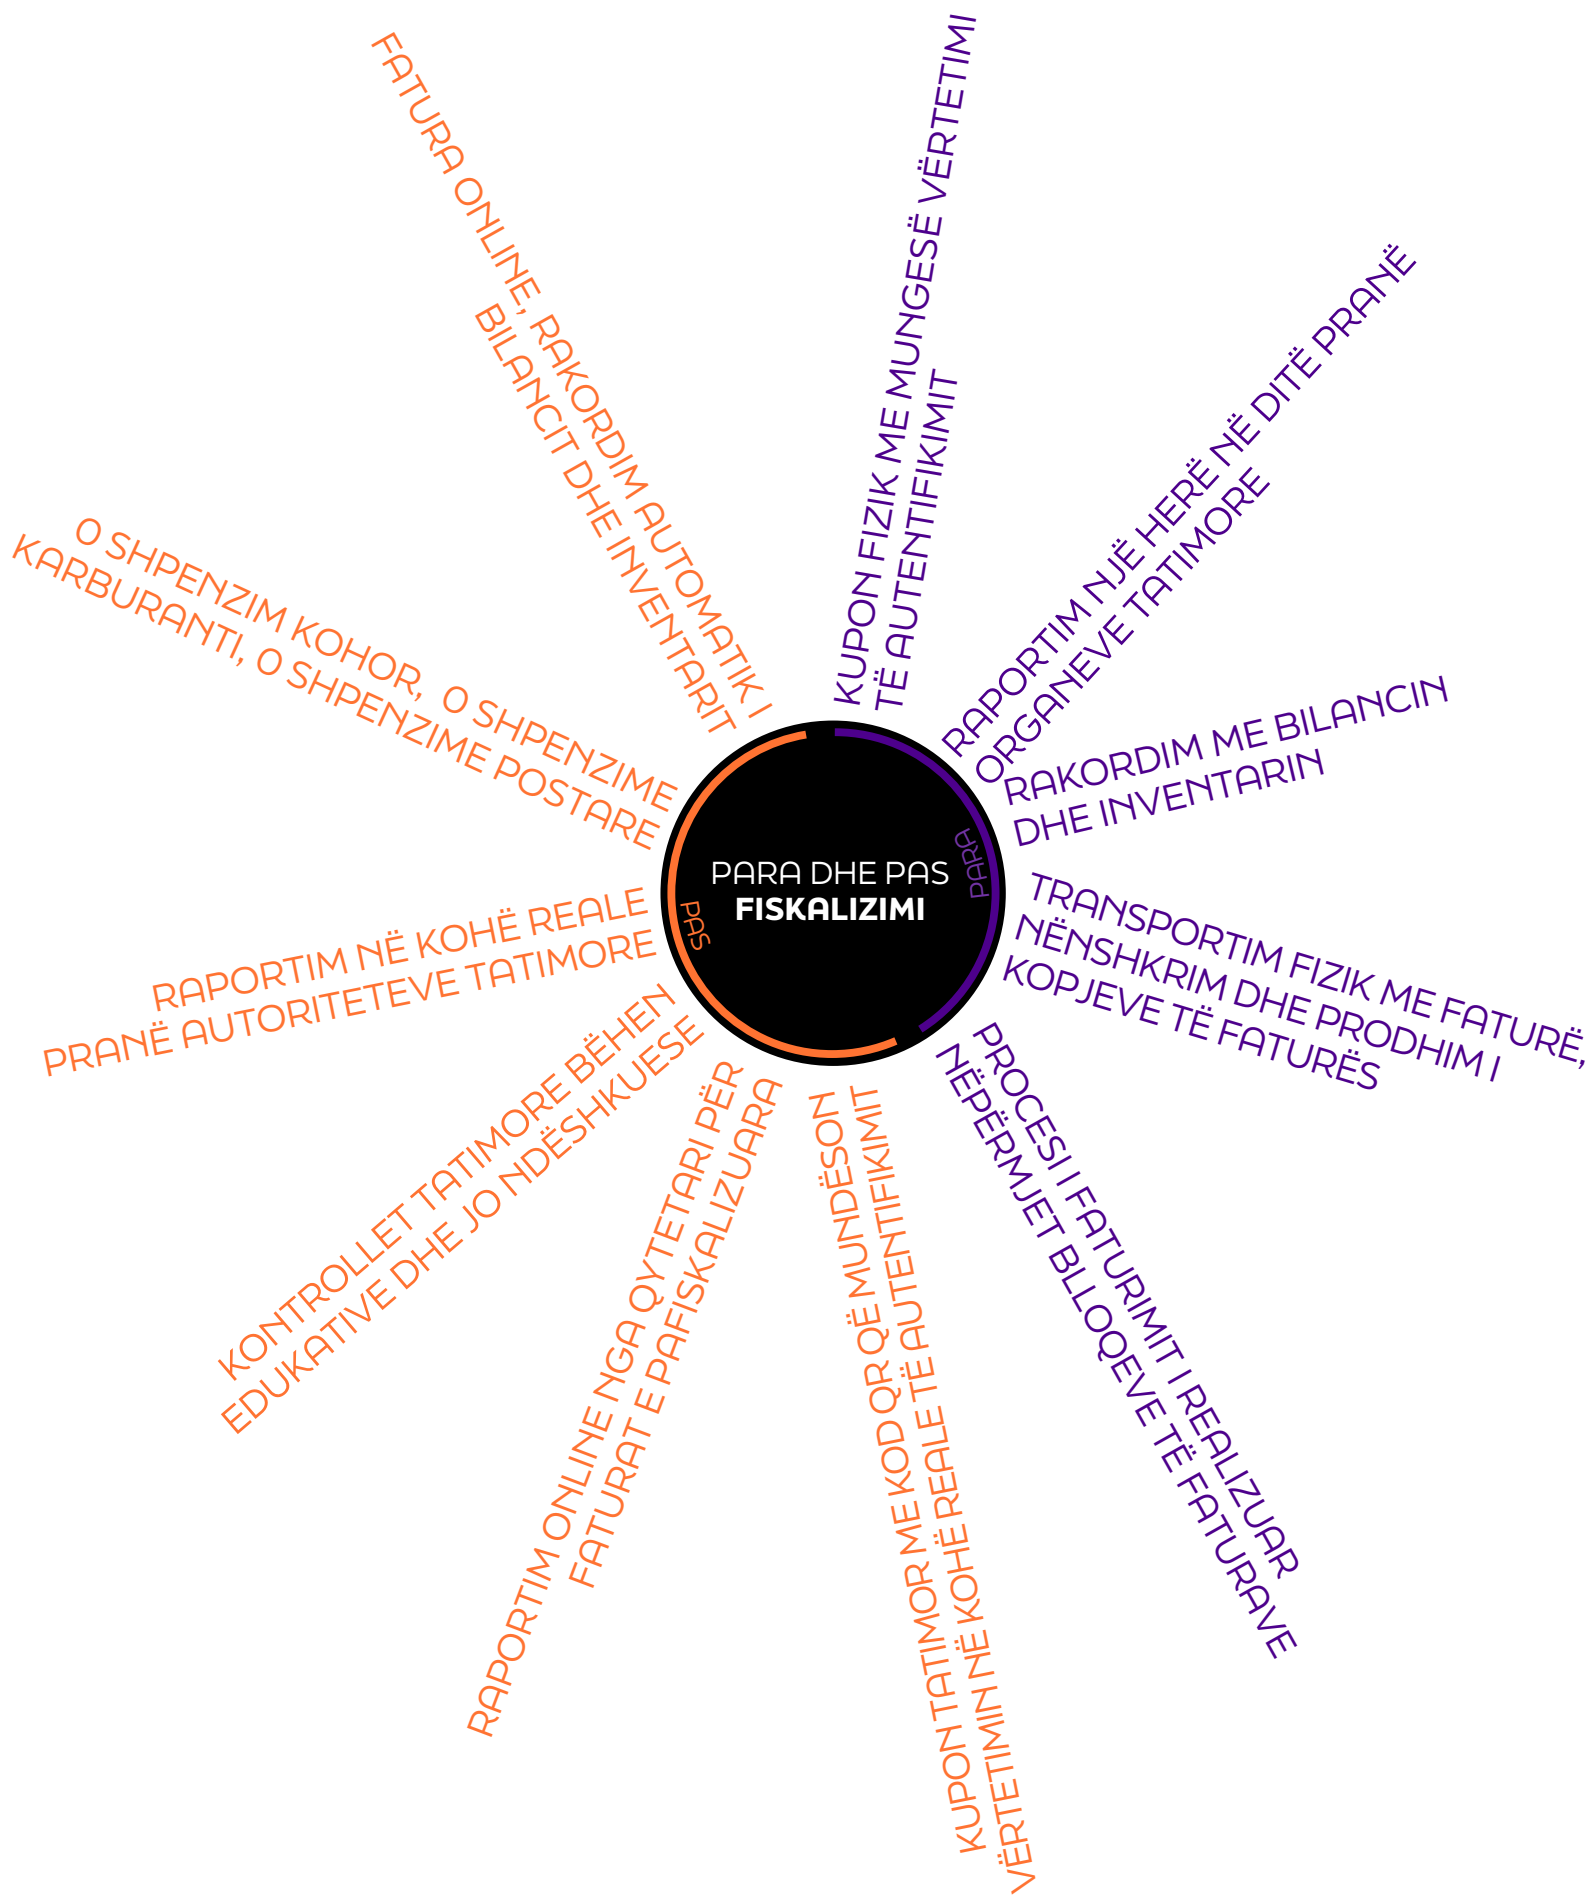 PARA DHE PAS
FISKALIZIMI
PARA
KUPON FIZIK ME MUNGESË VËRTETIMI
TË AUTENTIFIKIMIT
RAPORTIM NJË HERË NË DITË PRANË
ORGANEVE TATIMORE
RAKORDIM ME BILANCIN
DHE INVENTARIN
TRANSPORTIM FIZIK ME FATURË,
NËNSHKRIM DHE PRODHIM I
KOPJEVE TË FATURËS
PROCESI I FATURIMIT I REALIZUAR
NËPËRMJET BLLOQEVE TË FATURAVE
PAS
KUPON TATIMOR ME KOD QR QË MUNDËSON
VËRTETIMIN NË KOHË REALE TË AUTENTIFIKIMIT
RAPORTIM ONLINE NGA QYTETARI PËR
FATURAT E PAFISKALIZUARA
KONTROLLET TATIMORE BËHEN
EDUKATIVE DHE JO NDËSHKUESE
RAPORTIM NË KOHË REALE
PRANË AUTORITETEVE TATIMORE
0 SHPENZIM KOHOR, 0 SHPENZIME
KARBURANTI, 0 SHPENZIME POSTARE
FATURA ONLINE, RAKORDIM AUTOMATIK I
BILANCIT DHE INVENTARIT